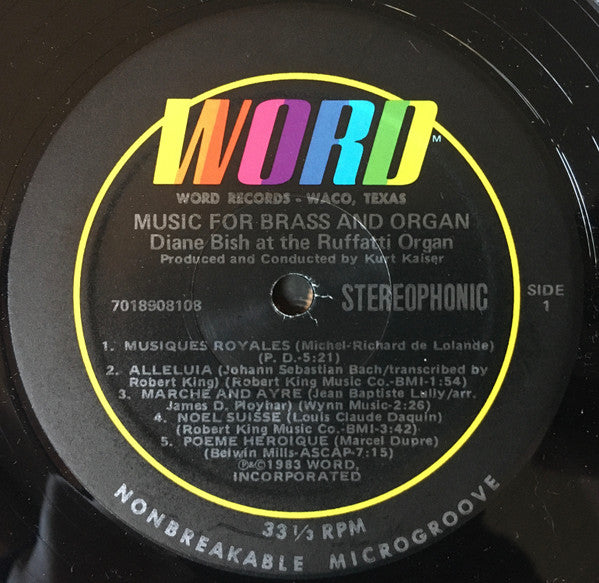 WORD™
WORD RECORDS - WACO, TEXAS
MUSIC FOR BRASS AND ORGAN
Diane Bish at the Ruffatti Organ
Produced and Conducted by Kurt Kaiser
7018908108
STEREOPHONIC
SIDE
1
1. MUSIQUES ROYALES (Michel-Richard de Lolande)
(P. D.-5:21)
2. ALLELUIA (Johann Sebastian Bach/transcribed by
Robert King) (Robert King Music Co.-BMI-1:54)
3. MARCHE AND AYRE (Jean Baptiste Lully/arr.
James D. Ployhar) (Wynn Music-2:26)
4. NOEL SUISSE (Louis Claude Daquin)
(Robert King Music Co.-BMI-3:42)
5. POEME HEROIQUE (Marcel Dupre)
(Belwin Mills-ASCAP-7:15)
℗©1983 WORD,
INCORPORATED
33 1/3 RPM
NONBREAKABLE MICROGROOVE